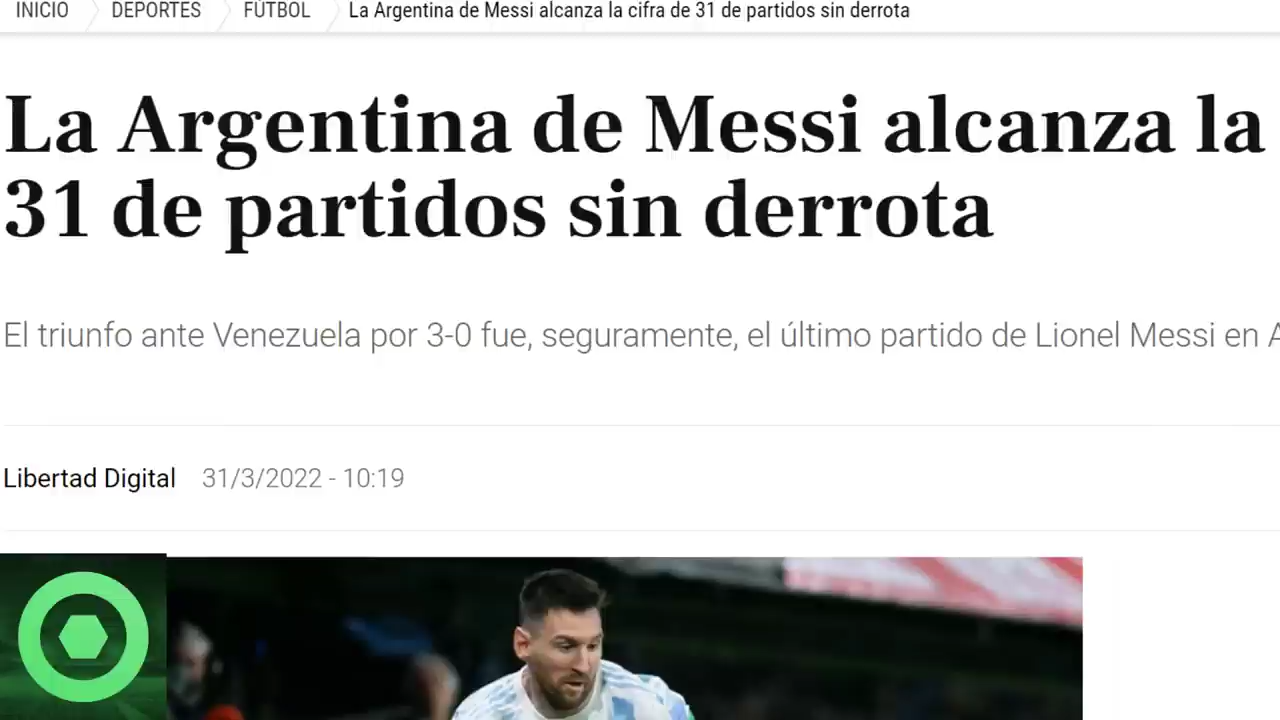 INICIO DEPORTES FÚTBOL La Argentina de Messi alcanza la cifra de 31 de partidos sin derrota
La Argentina de Messi alcanza la
31 de partidos sin derrota
El triunfo ante Venezuela por 3-0 fue, seguramente, el último partido de Lionel Messi en A
Libertad Digital 31/3/2022 - 10:19